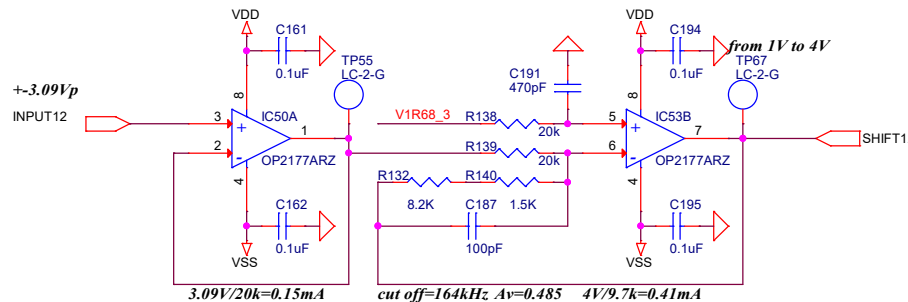 VDD
C161
0.1uF
TP55
LC-2-G
+-3.09Vp
INPUT12
8
3
+
2
-
1
4
IC50A
OP2177ARZ
C162
0.1uF
VSS
3.09V/20k=0.15mA
V1R68_3
R138
20k
C191
470pF
R139
20k
R132
8.2K
R140
1.5K
C187
100pF
cut off=164kHz Av=0.485
VDD
C194
0.1uF
from 1V to 4V
TP67
LC-2-G
8
5
+
6
-
7
4
IC53B
OP2177ARZ
SHIFT1
C195
0.1uF
VSS
4V/9.7k=0.41mA